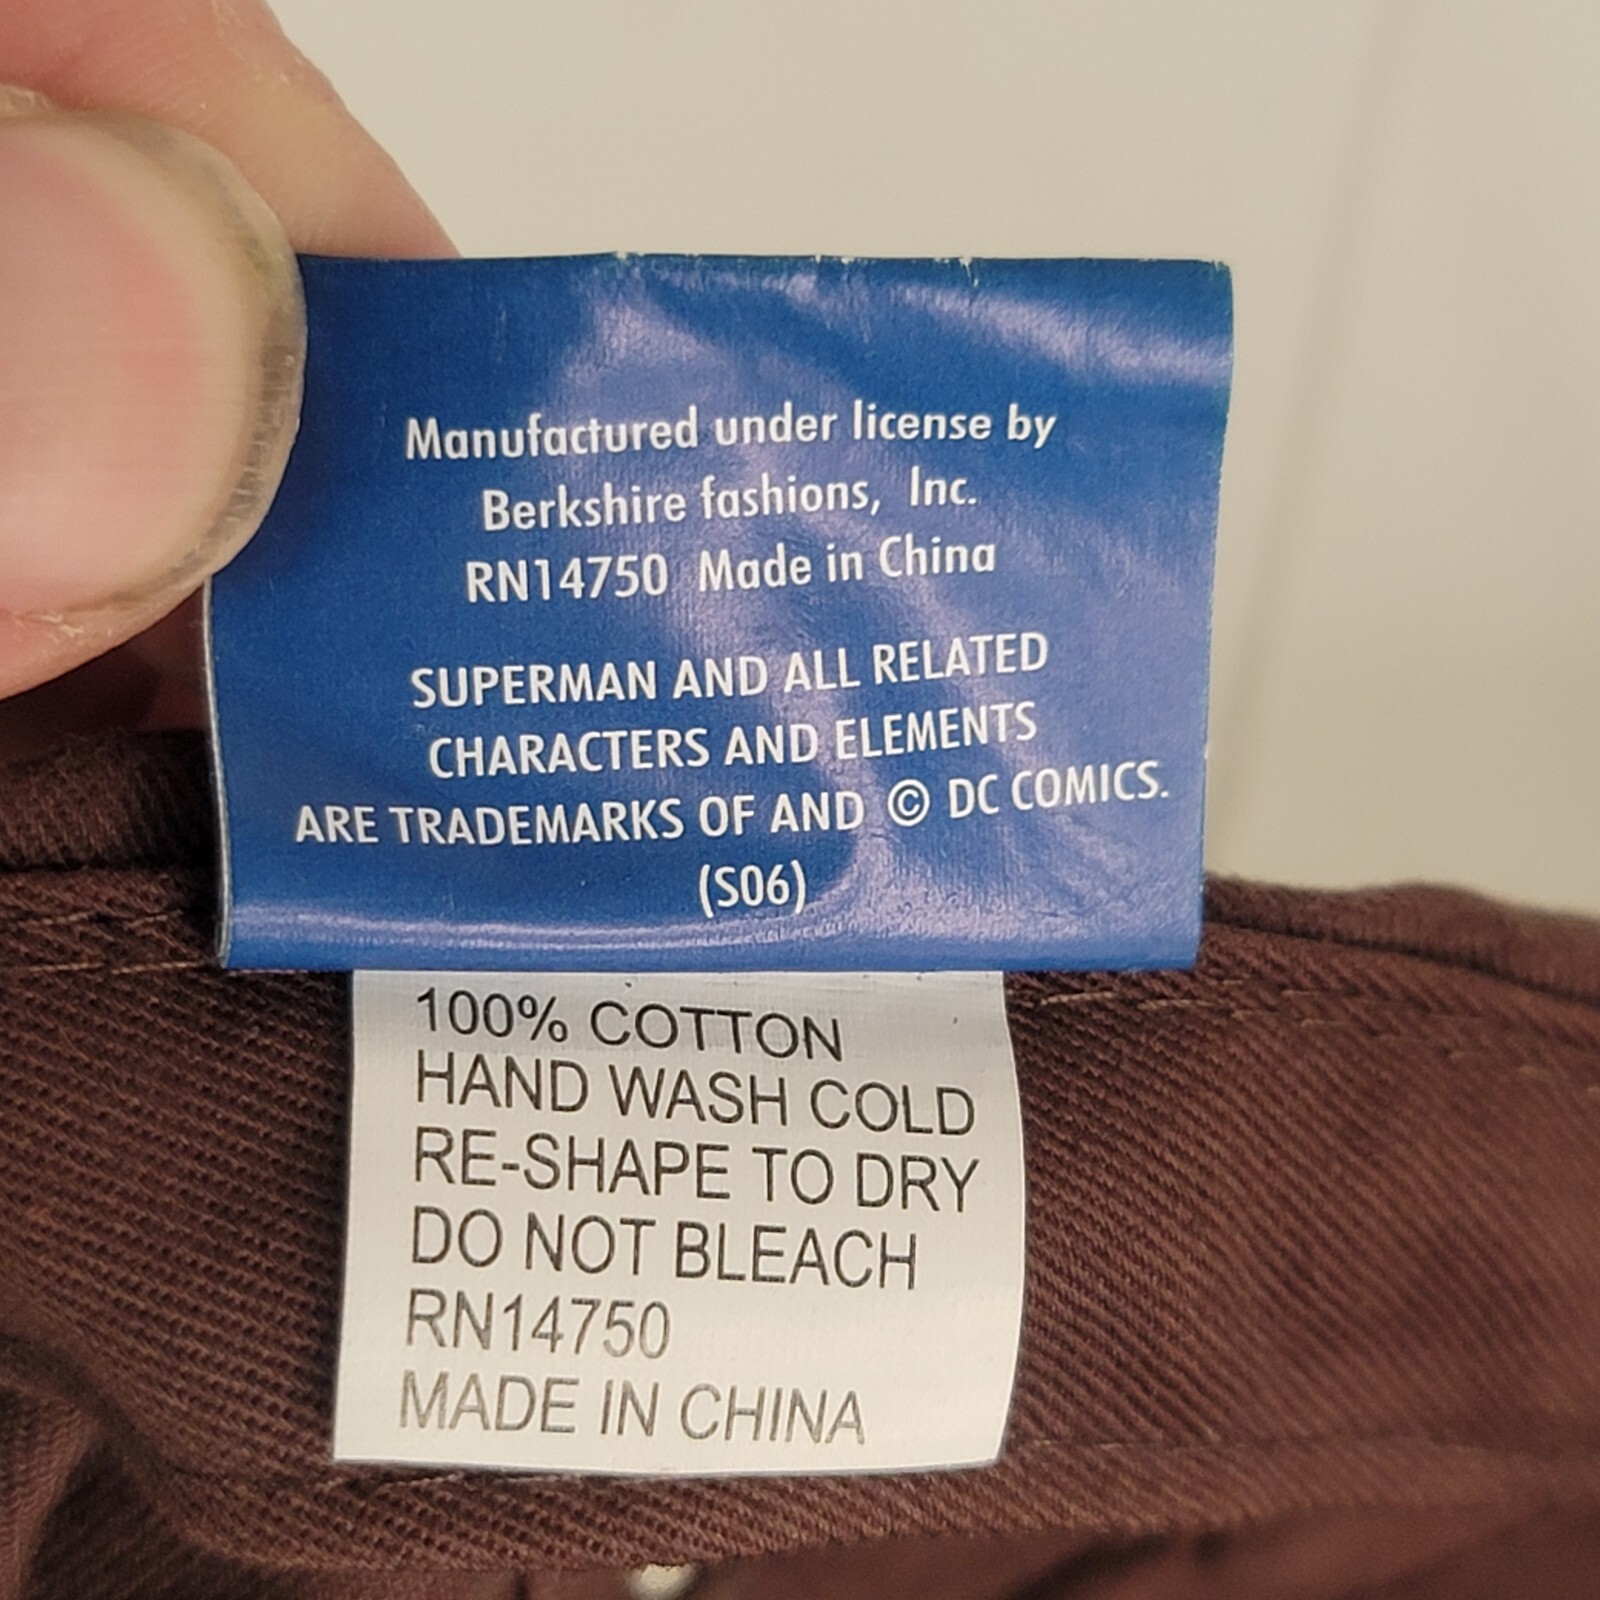 Manufactured under license by
Berkshire fashions, Inc.
RN14750 Made in China
SUPERMAN AND ALL RELATED
CHARACTERS AND ELEMENTS
ARE TRADEMARKS OF AND © DC COMICS.
(S06)
100% COTTON
HAND WASH COLD
RE-SHAPE TO DRY
DO NOT BLEACH
RN14750
MADE IN CHINA